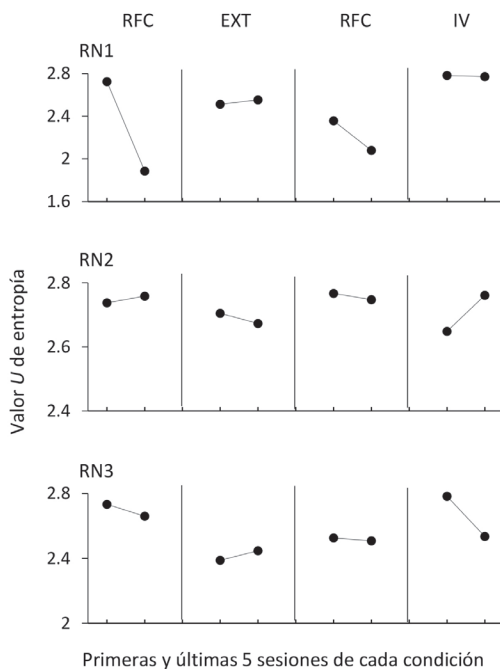 RFC EXT RFC IV
RN1
2.8
2.4
2
1.6
RN2
2.8
2.6
2.4
Valor U de entropía
RN3
2.8
2.4
2
Primeras y últimas 5 sesiones de cada condición